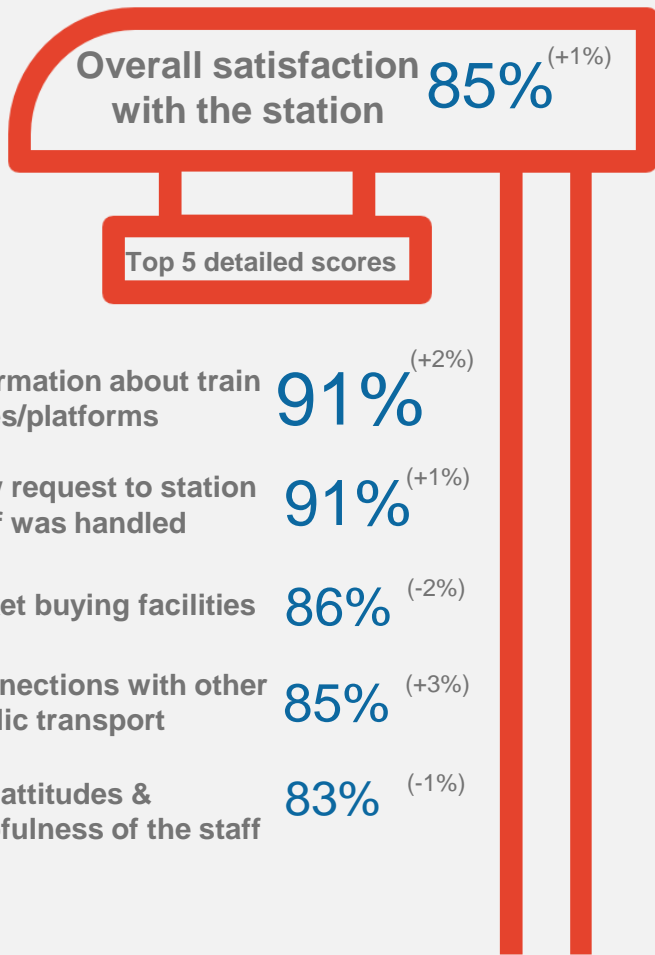 Overall satisfaction 85% (+1%)
with the station
Top 5 detailed scores
rmation about train 91% (+2%)
s/platforms
request to station 91% (+1%)
was handled
et buying facilities 86% (-2%)
nections with other 85% (+3%)
lic transport
attitudes & 83% (-1%)
fulness of the staff